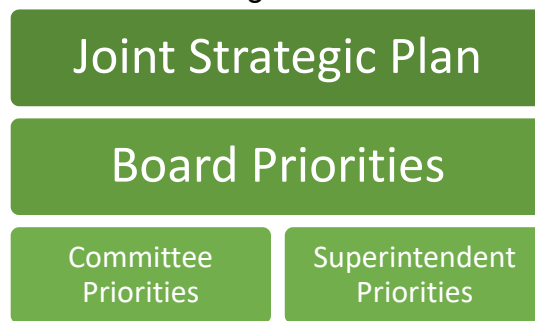 Joint Strategic Plan
Board Priorities
Committee
Priorities
Superintendent
Priorities